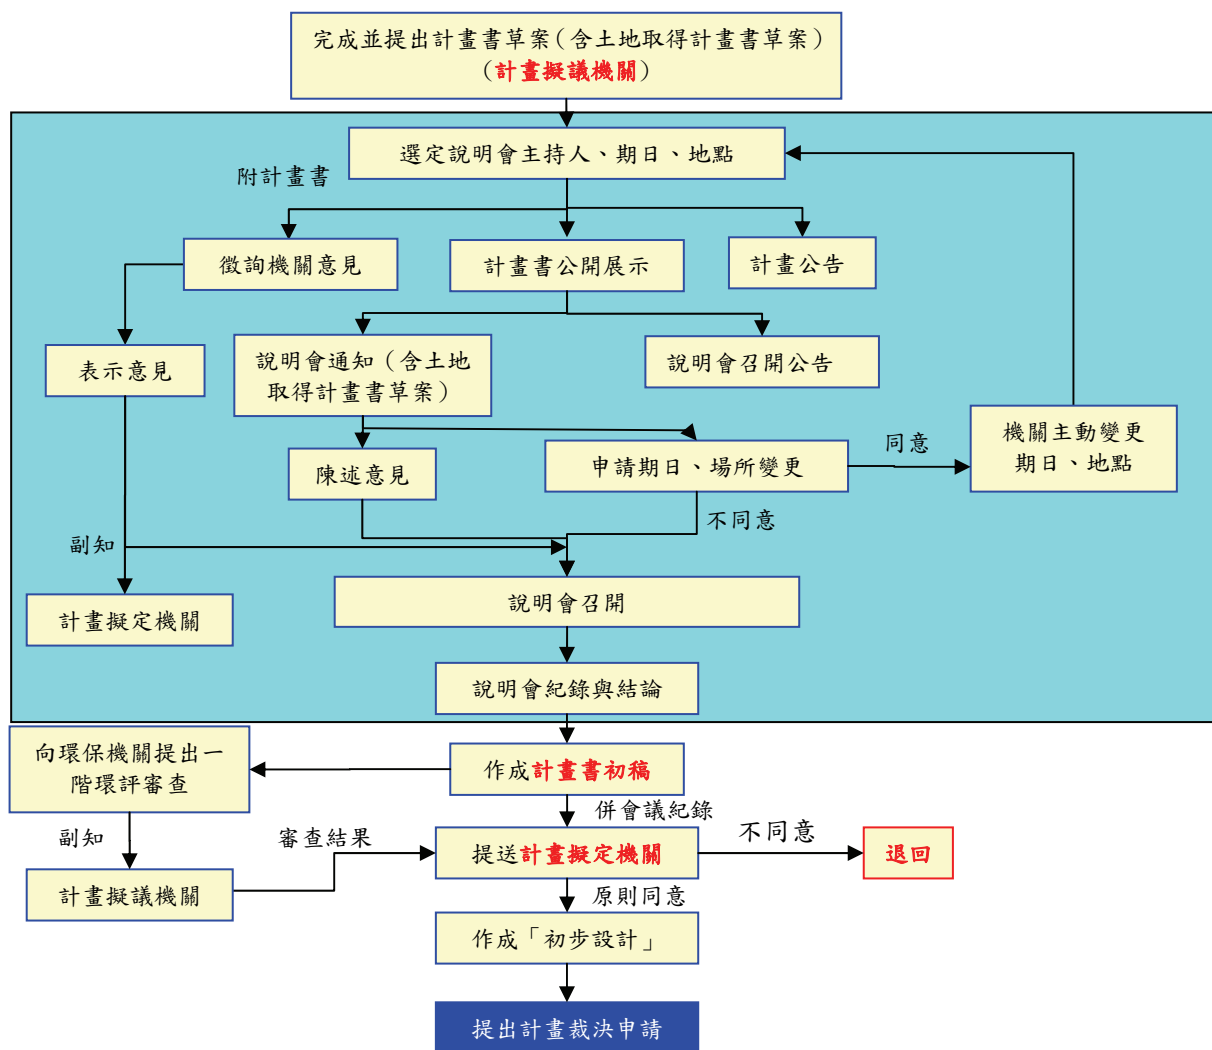 完成並提出計畫書草案(含土地取得計畫書草案)
(計畫擬議機關)
選定說明會主持人、期日、地點
附計畫書
徵詢機關意見
計畫書公開展示
計畫公告
表示意見
說明會通知(含土地
取得計畫書草案)
說明會召開公告
陳述意見
申請期日、場所變更
同意
機關主動變更
期日、地點
不同意
副知
計畫擬定機關
說明會召開
說明會紀錄與結論
向環保機關提出一
階環評審查
作成計畫書初稿
併會議紀錄
副知
審查結果
提送計畫擬定機關
不同意
退回
計畫擬議機關
原則同意
作成「初步設計」
提出計畫裁決申請